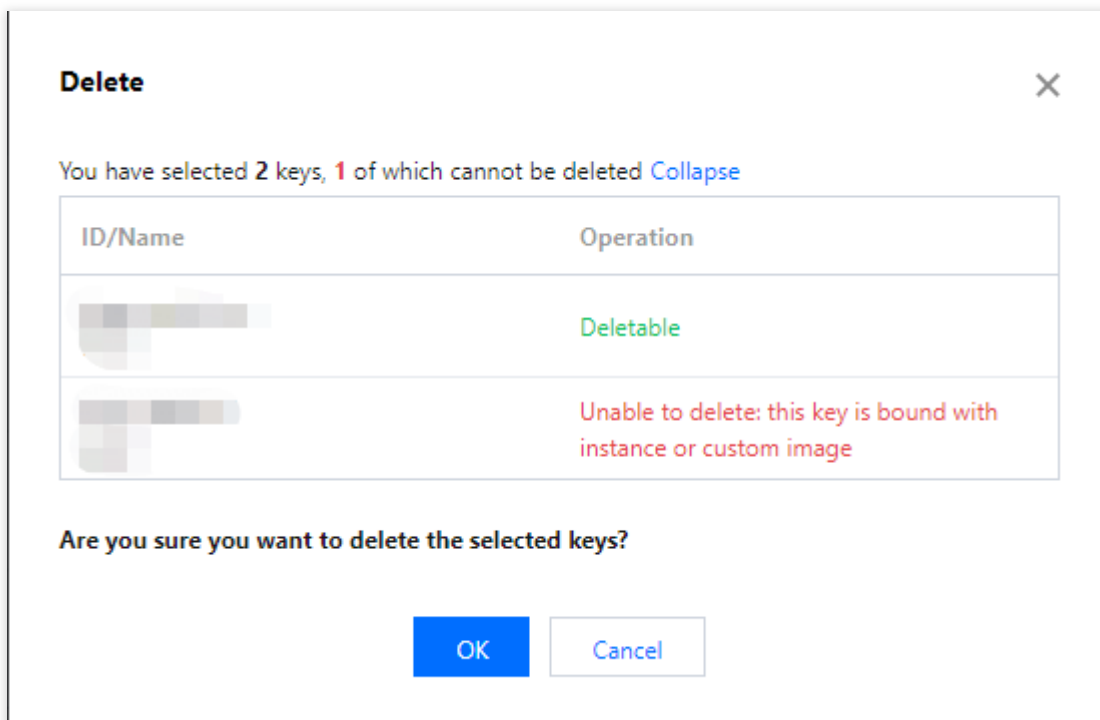 Delete
You have selected 2 keys, 1 of which cannot be deleted Collapse
ID/Name
Operation
Deletable
Unable to delete: this key is bound with
instance or custom image
Are you sure you want to delete the selected keys?
OK
Cancel